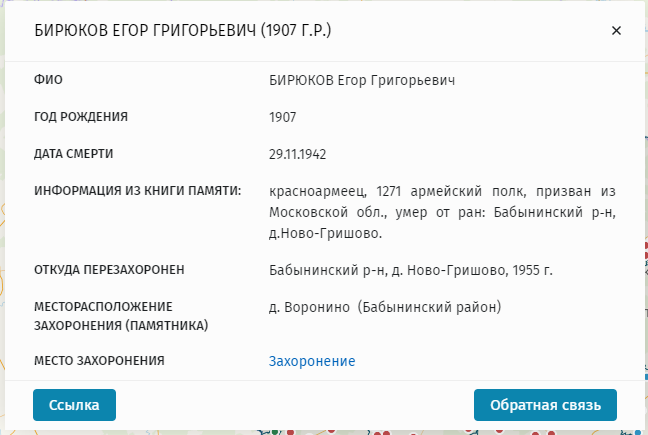 БИРЮКОВ ЕГОР ГРИГОРЬЕВИЧ (1907 Г.Р.)
×
ФИО
БИРЮКОВ Егор Григорьевич
ГОД РОЖДЕНИЯ
1907
ДАТА СМЕРТИ
29.11.1942
ИНФОРМАЦИЯ ИЗ КНИГИ ПАМЯТИ:
красноармеец, 1271 армейский полк, призван из
Московской обл., умер от ран: Бабынинский р-н,
д.Ново-Гришово.
ОТКУДА ПЕРЕЗАХОРОНЕН
Бабынинский р-н, д. Ново-Гришово, 1955 г.
МЕСТОРАСПОЛОЖЕНИЕ
ЗАХОРОНЕНИЯ (ПАМЯТНИКА)
д. Воронино (Бабынинский район)
МЕСТО ЗАХОРОНЕНИЯ
Захоронение
Ссылка
Обратная связь